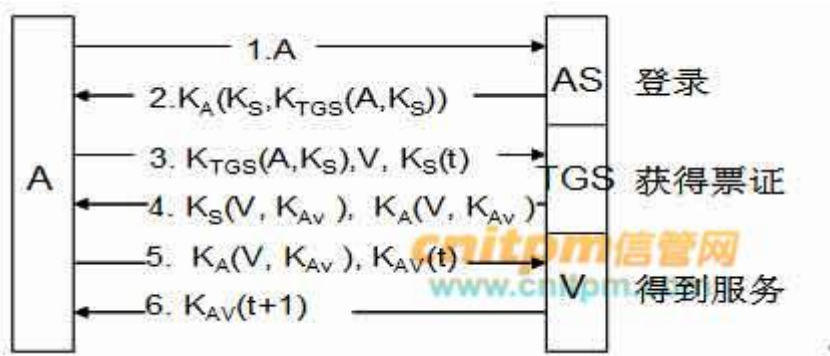 1.A
AS 登录
2.K_A(K_S,K_TGS(A,K_S))
3. K_TGS(A,K_S),V, K_S(t)
A
TGS 获得票证
4. K_S(V, K_Av ), K_A(V, K_Av )
cnitpm信管网
5. K_A(V, K_Av ), K_AV(t)
www.cnitpm.com
V 得到服务
6. K_AV(t+1)